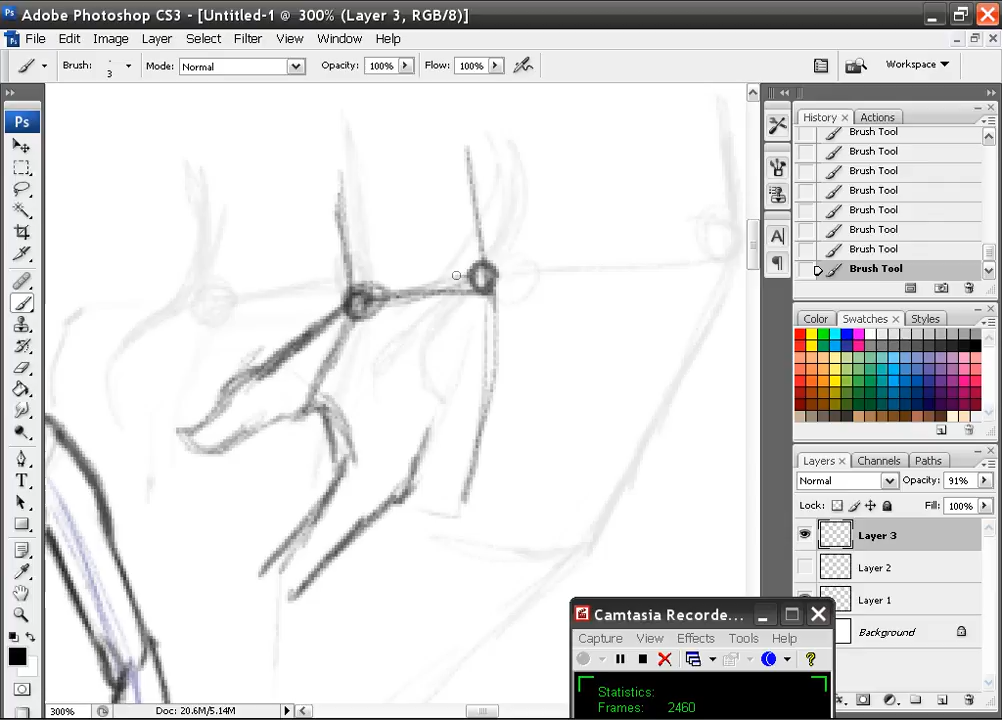 Adobe Photoshop CS3 - [Untitled-1 @ 300% (Layer 3, RGB/8)]
File Edit Image Layer Select Filter View Window Help
Brush: 3 Mode: Normal Opacity: 100% Flow: 100% Workspace
Ps
History Actions
Brush Tool
Brush Tool
Brush Tool
Brush Tool
Brush Tool
Brush Tool
Brush Tool
Brush Tool
Color Swatches Styles
Layers Channels Paths
Normal Opacity: 91%
Lock: Fill: 100%
Layer 3
Layer 2
Layer 1
Background
Camtasia Recorde...
Capture View Effects Tools Help
Statistics:
Frames: 2460
300% Doc: 20.6M/5.14M